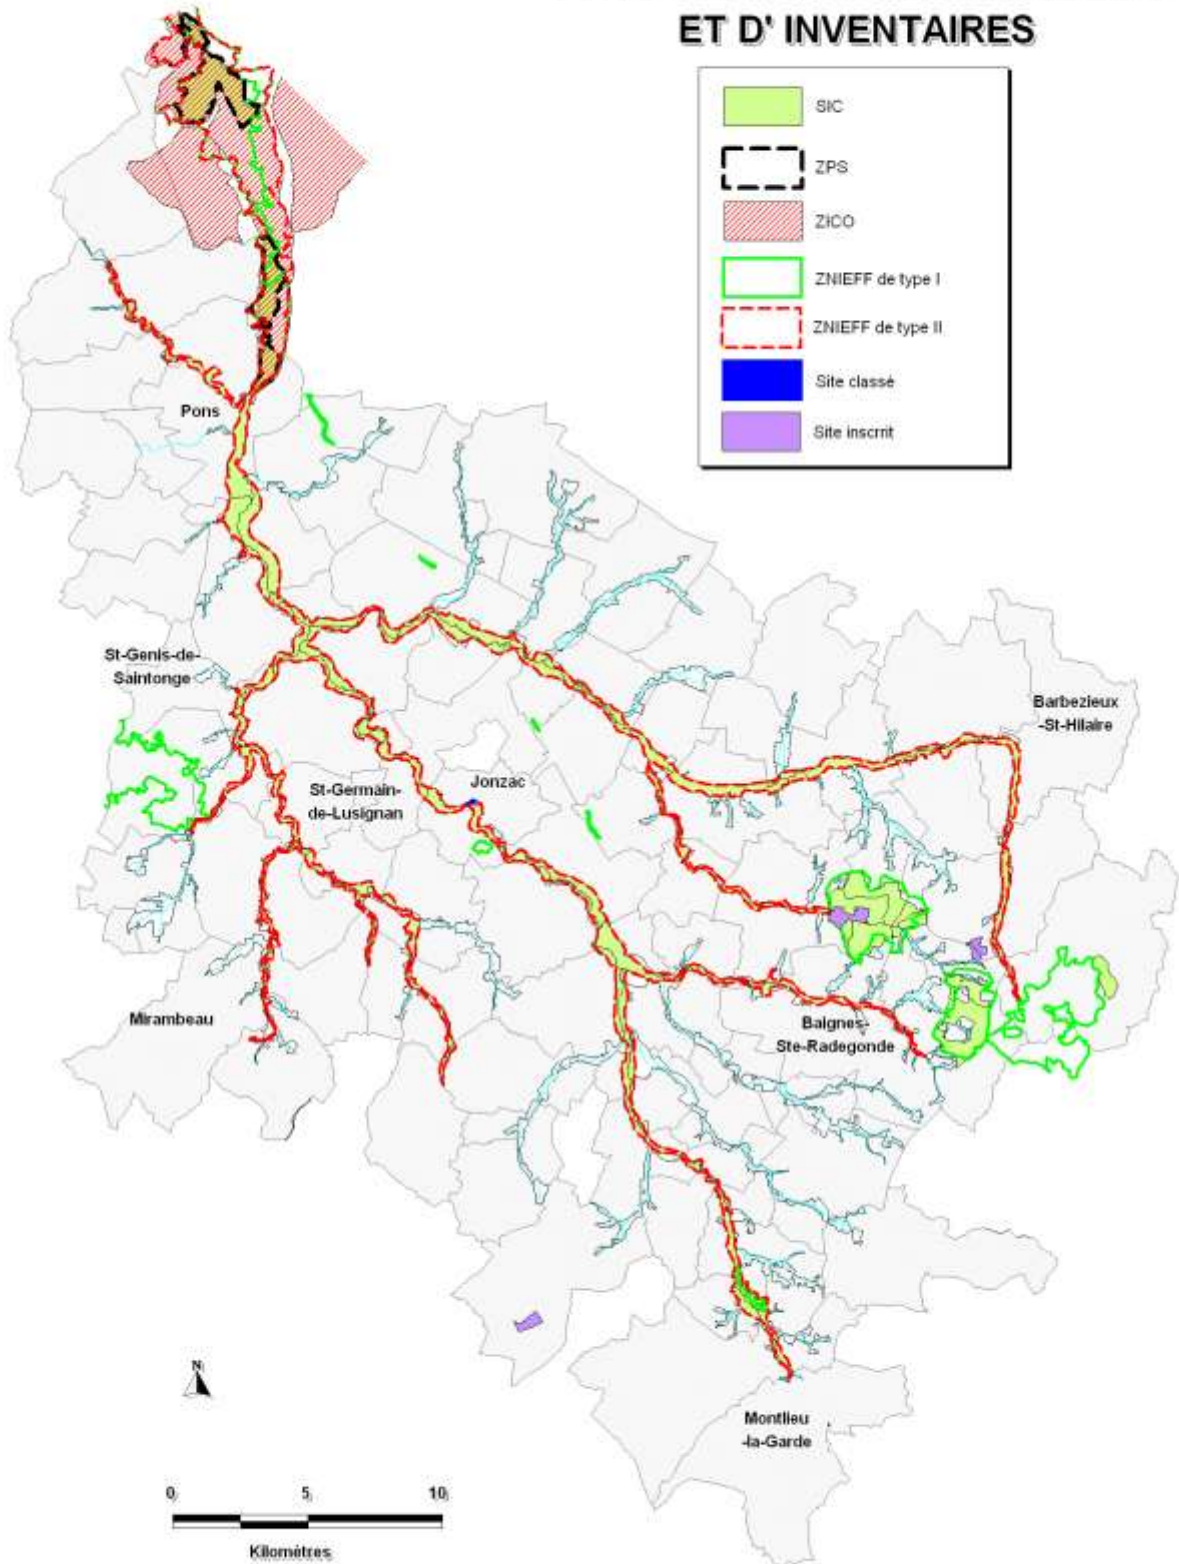 ET D' INVENTAIRES
SIC
ZPS
ZICO
ZNIEFF de type I
ZNIEFF de type II
Site classé
Site inscrrit
Pons
St-Genis-de-
Saintonge
Barbezieux
-St-Hilaire
Jonzac
St-Germain-
de-Lusignan
Mirambeau
Baignes-
Ste-Radegonde
N
Montlieu
-la-Garde
0 5 10
Kilomètres